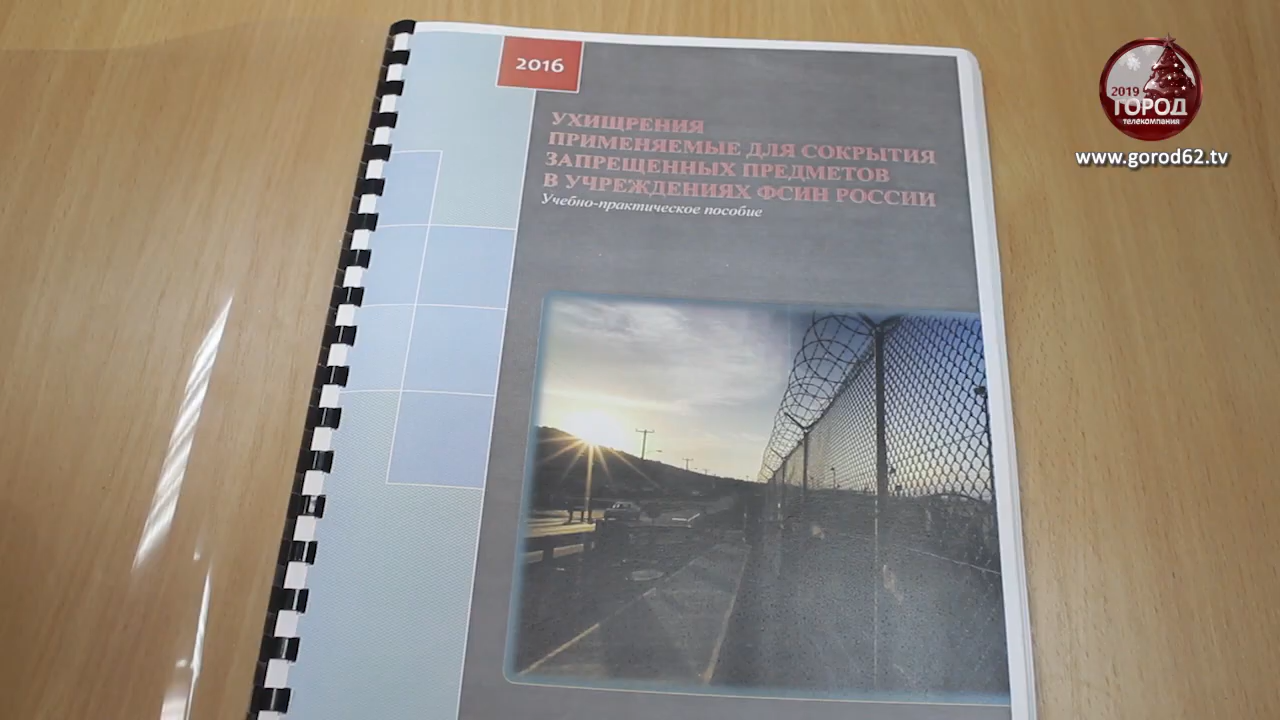 2016
УХИЩРЕНИЯ
ПРИМЕНЯЕМЫЕ ДЛЯ СОКРЫТИЯ
ЗАПРЕЩЕННЫХ ПРЕДМЕТОВ
В УЧРЕЖДЕНИЯХ ФСИН РОССИИ
Учебно-практическое пособие
2019
ГОРОД
телекомпания
www.gorod62.tv